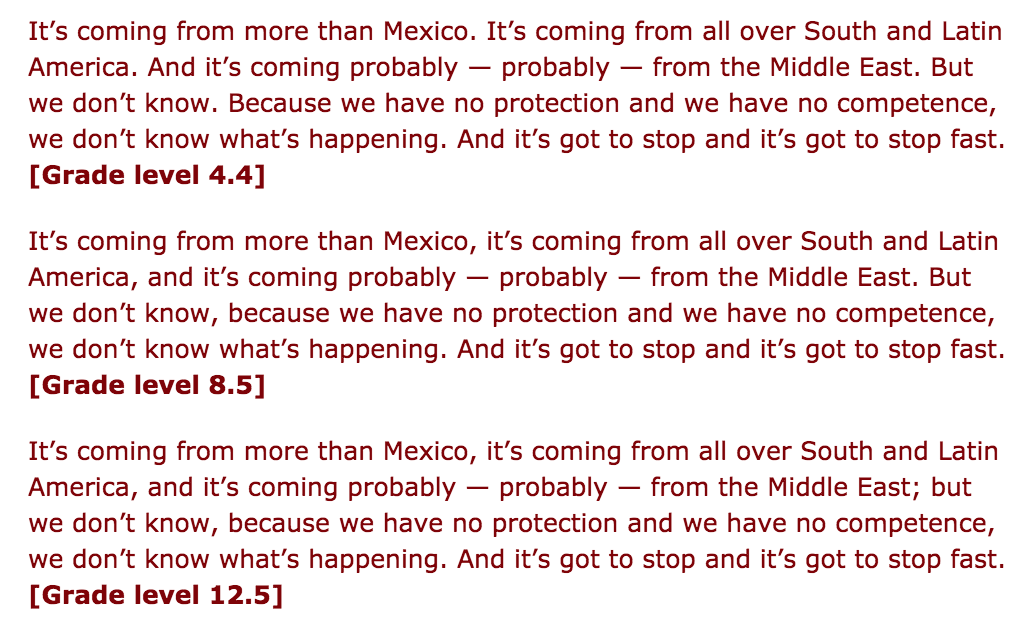 It’s coming from more than Mexico. It’s coming from all over South and Latin
America. And it’s coming probably — probably — from the Middle East. But
we don’t know. Because we have no protection and we have no competence,
we don’t know what’s happening. And it’s got to stop and it’s got to stop fast.
[Grade level 4.4]
It’s coming from more than Mexico, it’s coming from all over South and Latin
America, and it’s coming probably — probably — from the Middle East. But
we don’t know, because we have no protection and we have no competence,
we don’t know what’s happening. And it’s got to stop and it’s got to stop fast.
[Grade level 8.5]
It’s coming from more than Mexico, it’s coming from all over South and Latin
America, and it’s coming probably — probably — from the Middle East; but
we don’t know, because we have no protection and we have no competence,
we don’t know what’s happening. And it’s got to stop and it’s got to stop fast.
[Grade level 12.5]